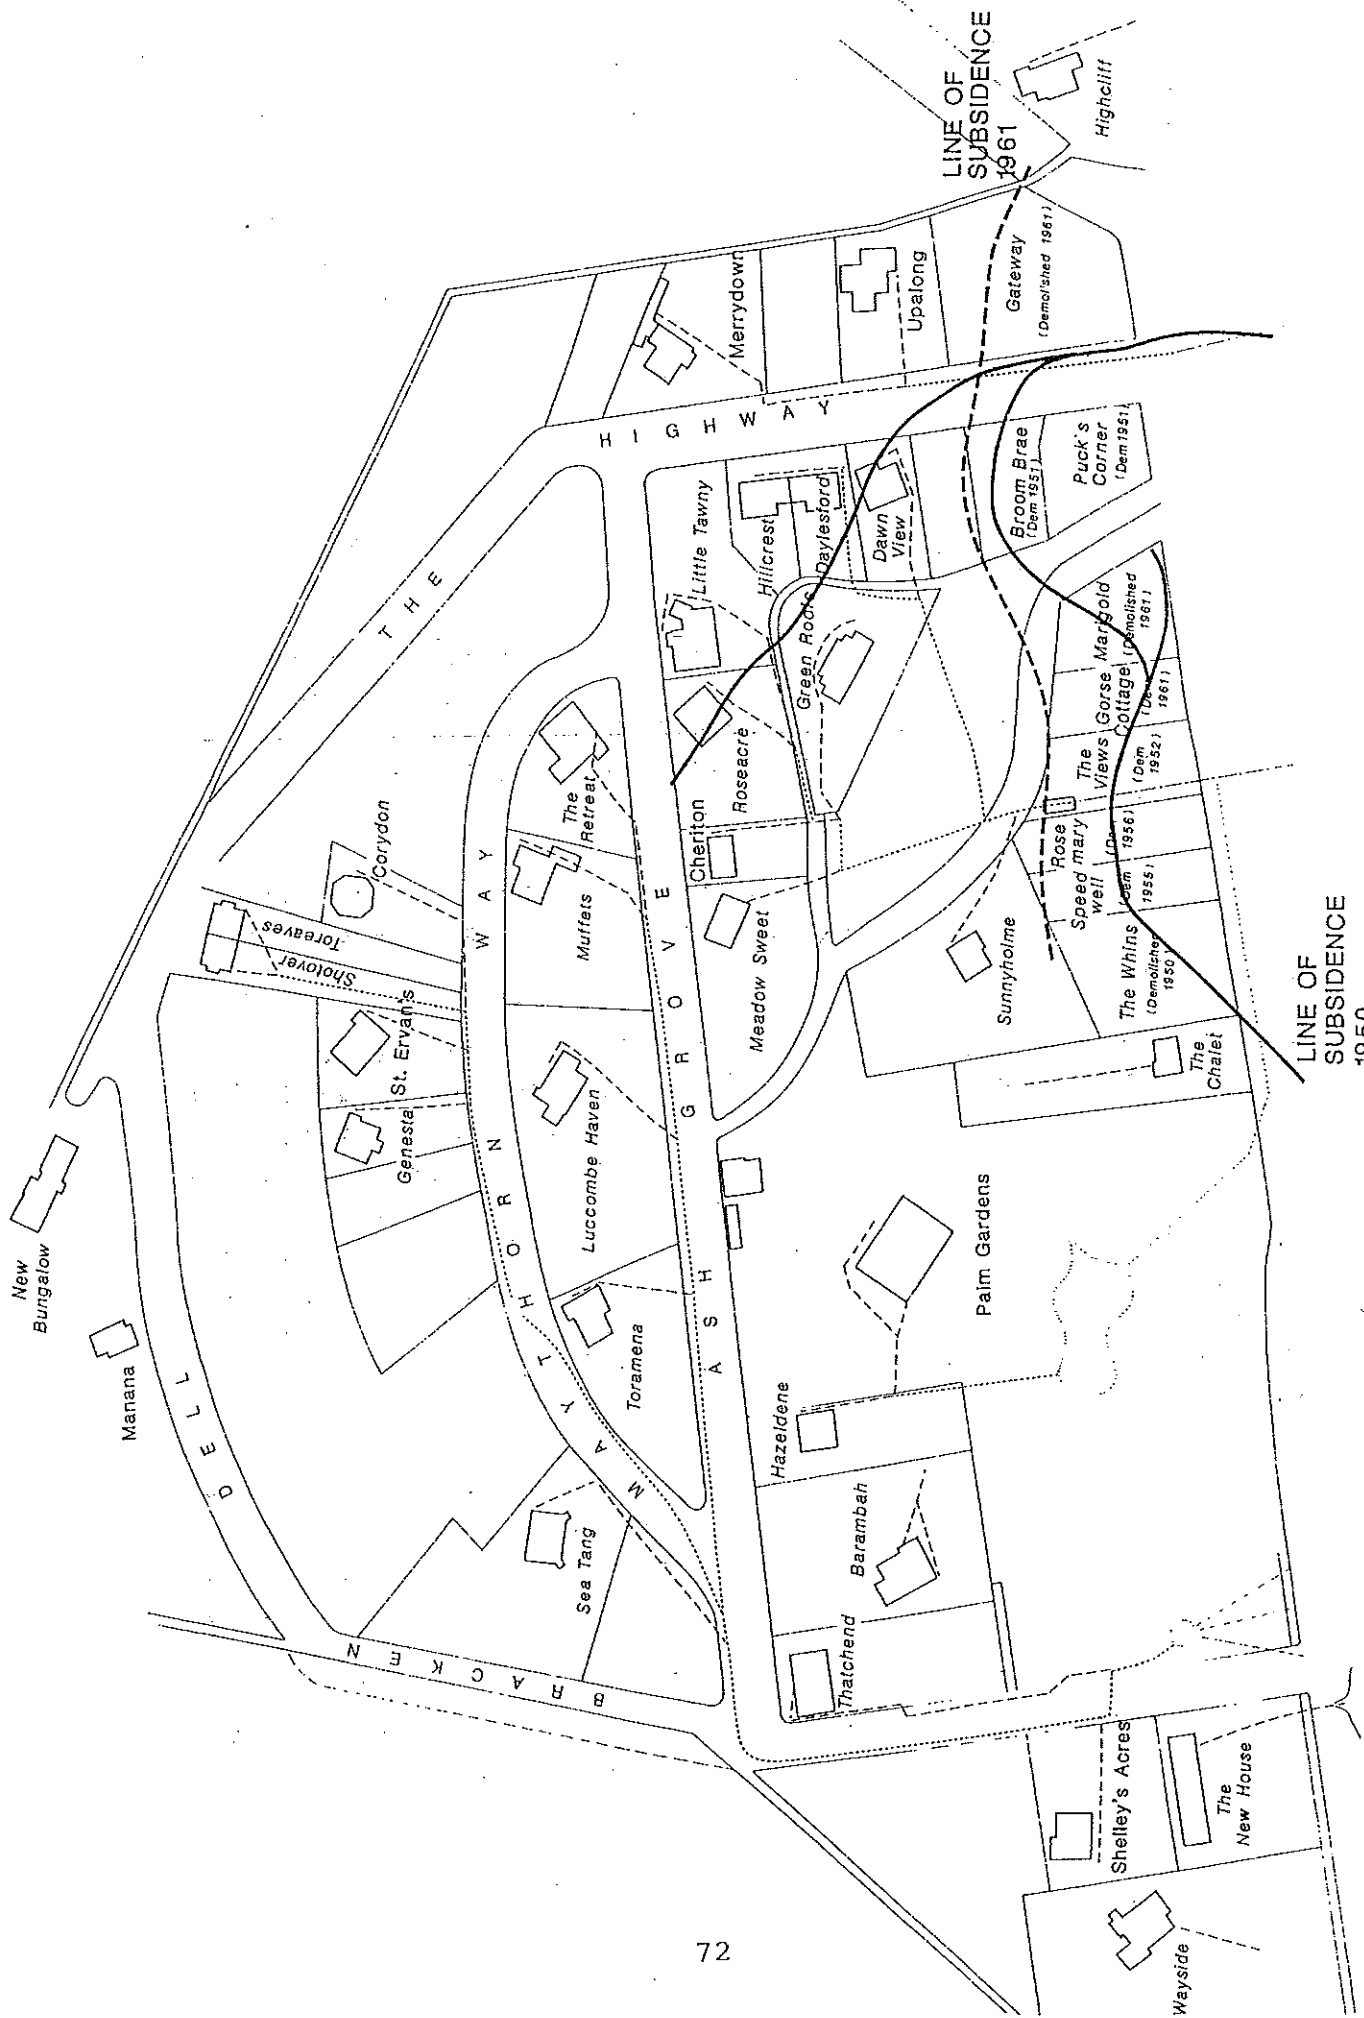 New
Bungalow
Manana
DELL
BRACKEN
Sea Tang
MAYTHORN WAY
Genesta
St. Ervan's
Shotover
Toreaves
Corydon
THE HIGHWAY
Toramena
Luccombe Haven
Muffets
The
Retreat
ASH GROVE
Merrydown
Upalong
Gateway
(Demolished 1961)
LINE OF
SUBSIDENCE
1961
Highcliff
Little Tawny
Hillcrest
Daylesford
Dawn
View
Broom Brae
(Dem 1951)
Puck's
Corner
(Dem 1951)
Roseacre
Green Rocks
Cheriton
Meadow Sweet
Sunnyholme
Marigold
(Demolished
1961)
Gorse
Cottage
1961)
The
Views
(Dem
1952)
Rose
mary
1956)
Speed
well
(Dem
1955)
The Whins
(Demolished
1950
The
Chalet
LINE OF
SUBSIDENCE
1950
Palm Gardens
Hazeldene
Barambah
Thatchend
Shelley's Acres
The
New House
Wayside
72